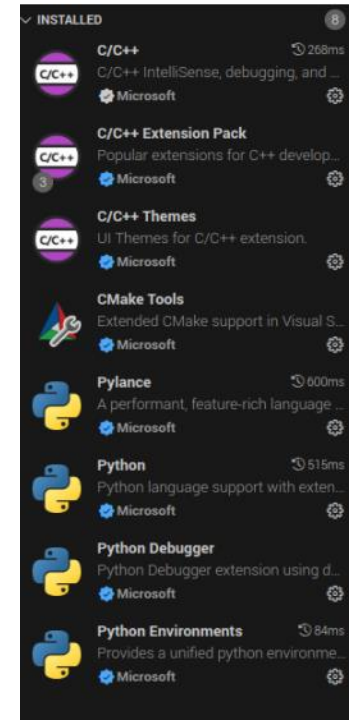 INSTALLED 8
C/C++ 268ms
C/C++ C/C++ IntelliSense, debugging, and ...
Microsoft
C/C++ Extension Pack
C/C++ Popular extensions for C++ develop...
3 Microsoft
C/C++ Themes
C/C++ UI Themes for C/C++ extension.
Microsoft
CMake Tools
Extended CMake support in Visual S...
Microsoft
Pylance 600ms
A performant, feature-rich language ...
Microsoft
Python 515ms
Python language support with exten...
Microsoft
Python Debugger
Python Debugger extension using d...
Microsoft
Python Environments 84ms
Provides a unified python environme...
Microsoft